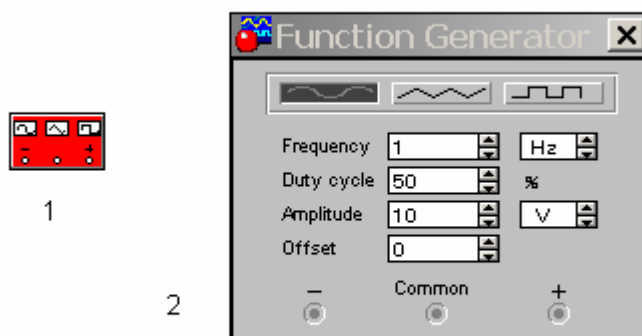 Function Generator
Frequency 1 Hz
Duty cycle 50 %
Amplitude 10 V
Offset 0
- Common +
- +
1
2